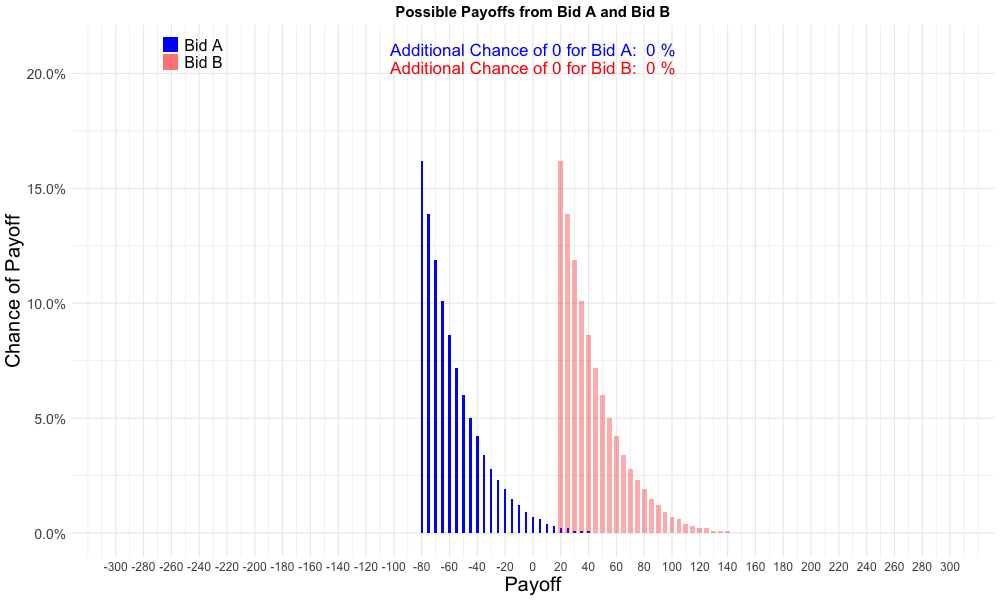 Possible Payoffs from Bid A and Bid B
Bid A
Bid B
Additional Chance of 0 for Bid A:  0 %
Additional Chance of 0 for Bid B:  0 %
Chance of Payoff
20.0%
15.0%
10.0%
5.0%
0.0%
-300 -280 -260 -240 -220 -200 -180 -160 -140 -120 -100 -80 -60 -40 -20 0 20 40 60 80 100 120 140 160 180 200 220 240 260 280 300
Payoff